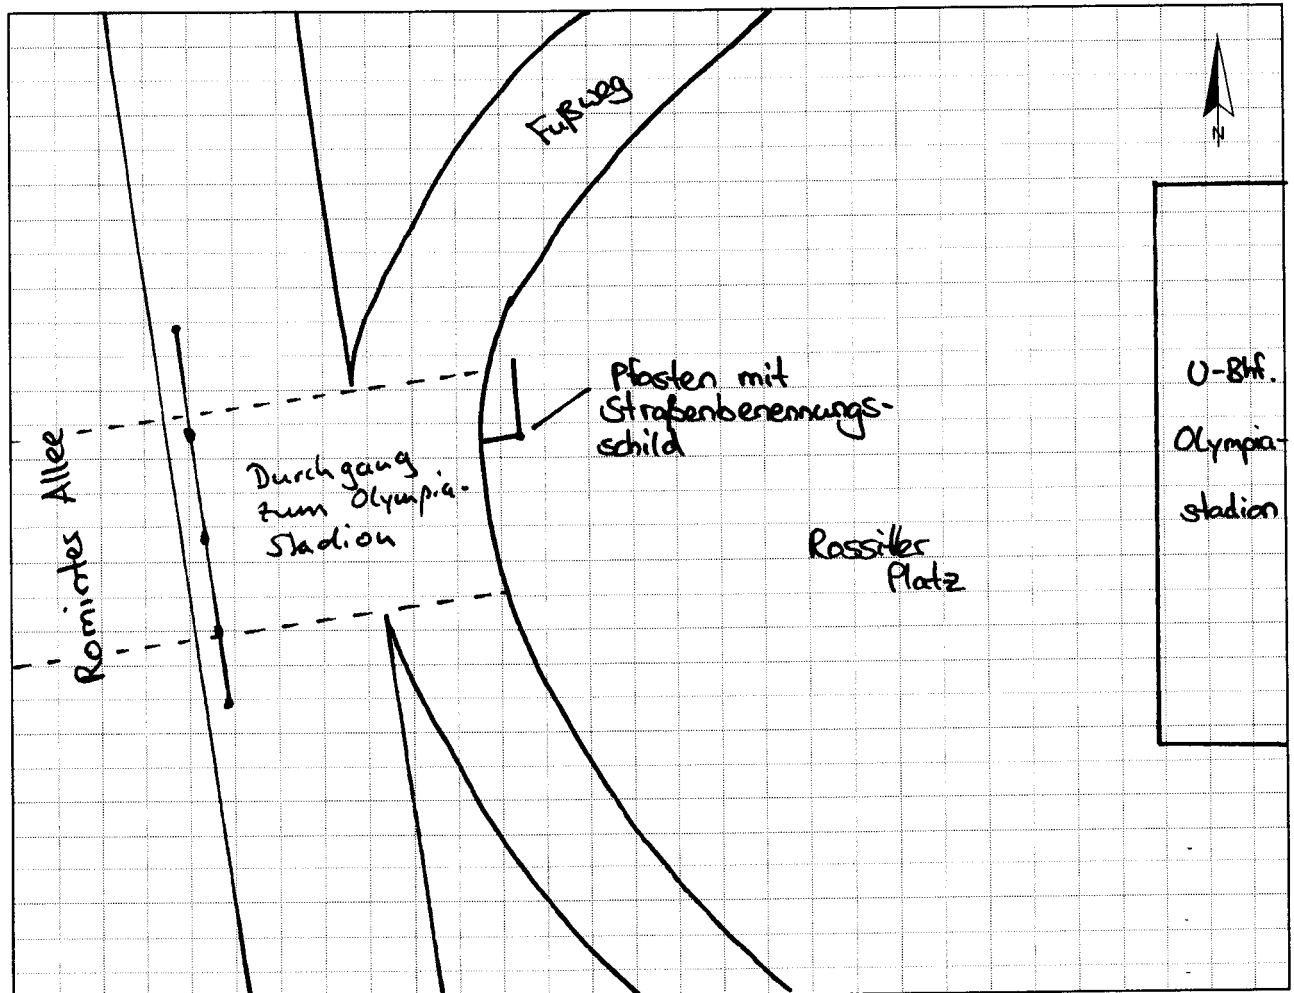 Fußweg
N
Pfosten mit
Straßenbenennungs-
schild
U-Bhf.
Olympia-
stadion
Durchgang
zum Olympia-
Stadion
Rominter Allee
Rossitter
Platz